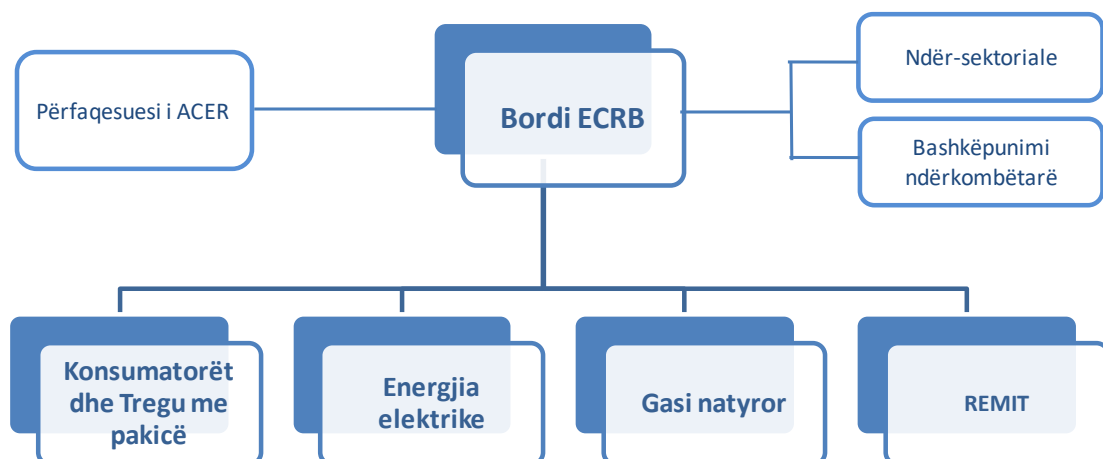 Përfaqesuesi i ACER
Bordi ECRB
Ndër-sektoriale
Bashkëpunimi
ndërkombëtarë
Konsumatorët
dhe Tregu me
pakicë
Energjia
elektrike
Gasi natyror
REMIT